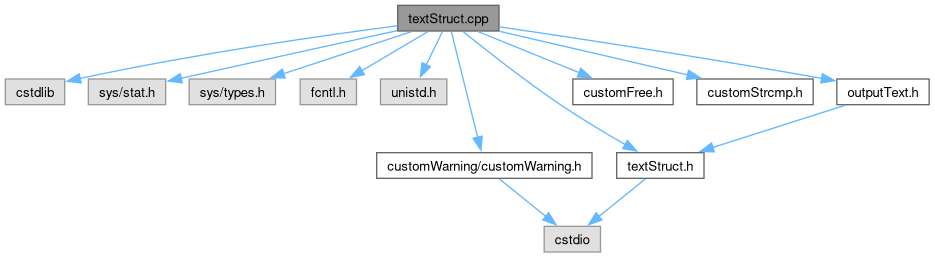 textStruct.cpp
cstdlib
sys/stat.h
sys/types.h
fcntl.h
unistd.h
customFree.h
customStrcmp.h
outputText.h
customWarning/customWarning.h
textStruct.h
cstdio